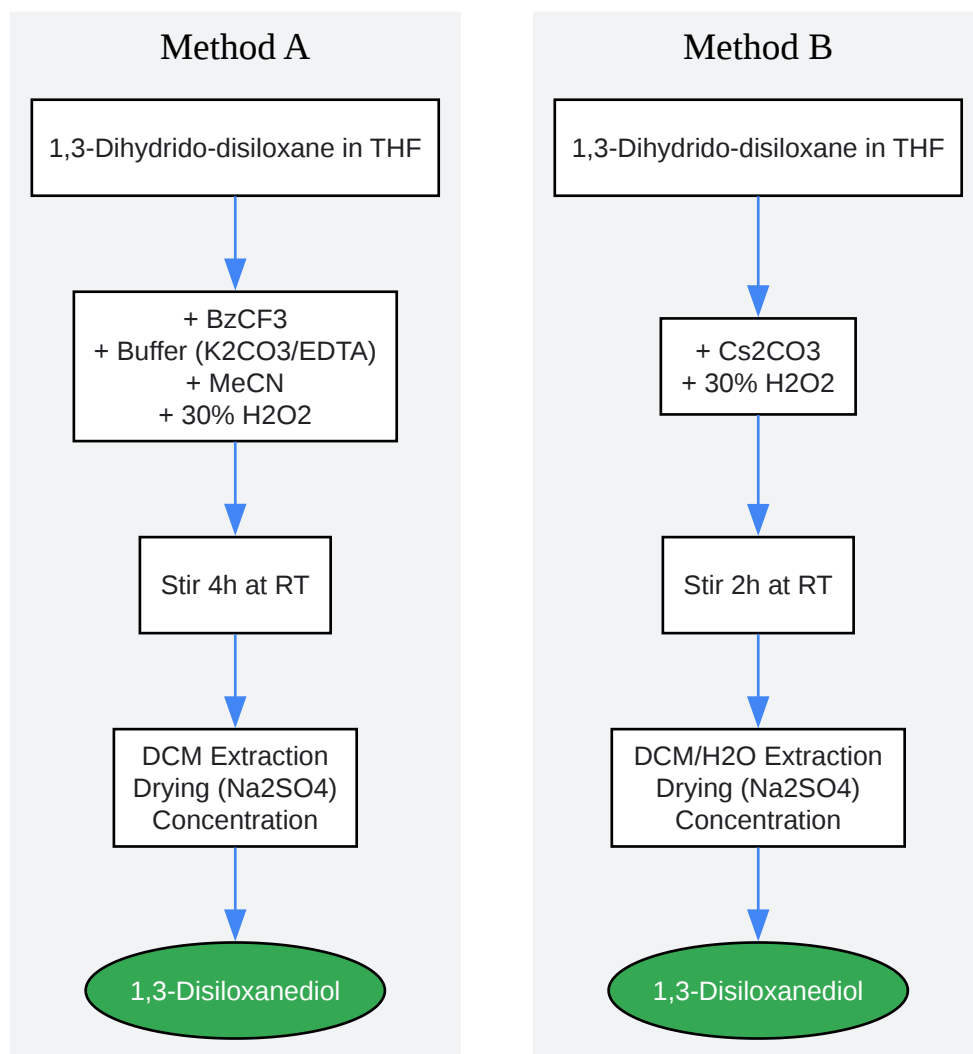 Method A
1,3-Dihydrido-disiloxane in THF
+ BzCF3
+ Buffer (K2CO3/EDTA)
+ MeCN
+ 30% H2O2
Stir 4h at RT
DCM Extraction
Drying (Na2SO4)
Concentration
1,3-Disiloxanediol
Method B
1,3-Dihydrido-disiloxane in THF
+ Cs2CO3
+ 30% H2O2
Stir 2h at RT
DCM/H2O Extraction
Drying (Na2SO4)
Concentration
1,3-Disiloxanediol